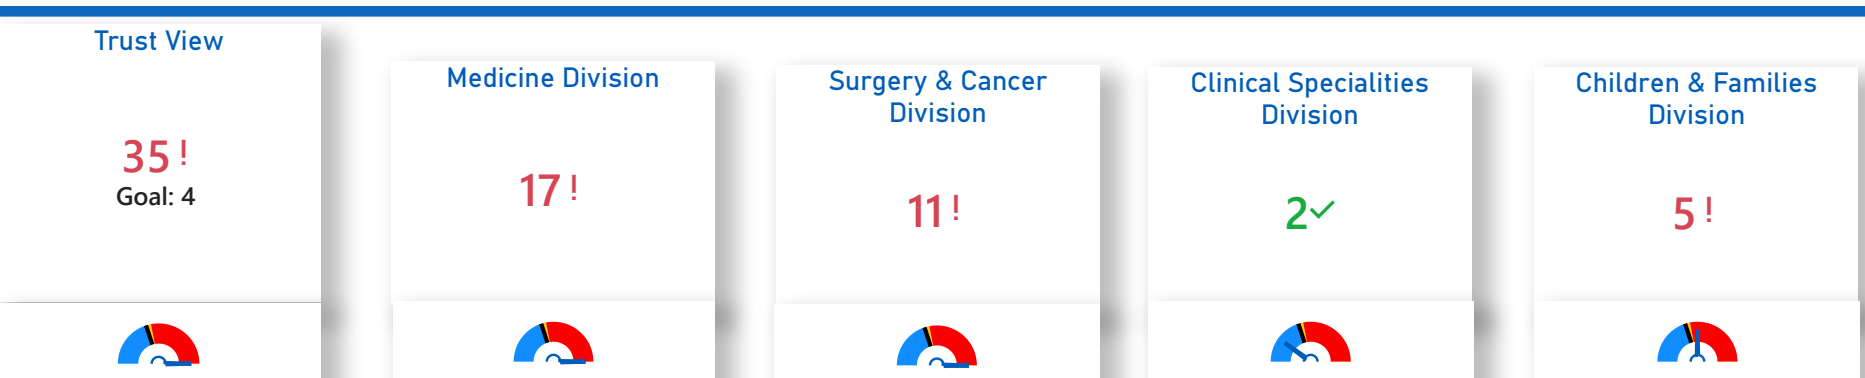 Trust View
35 !
Goal: 4
Medicine Division
17 !
Surgery & Cancer
Division
11 !
Clinical Specialities
Division
2✓
Children & Families
Division
5 !